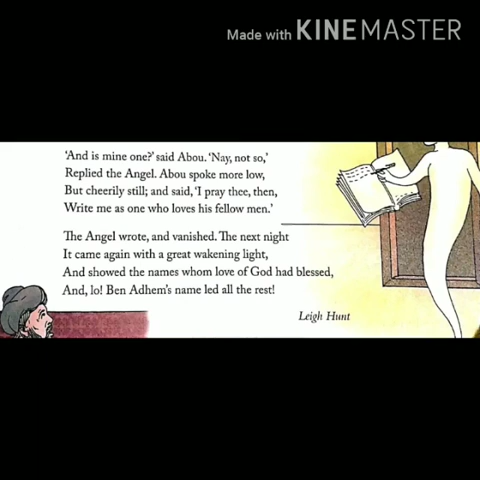 Made with KINEMASTER
'And is mine one?' said Abou. 'Nay, not so,'
Replied the Angel. Abou spoke more low,
But cheerily still; and said, 'I pray thee, then,
Write me as one who loves his fellow men.'
The Angel wrote, and vanished. The next night
It came again with a great wakening light,
And showed the names whom love of God had blessed,
And, lo! Ben Adhem's name led all the rest!
Leigh Hunt